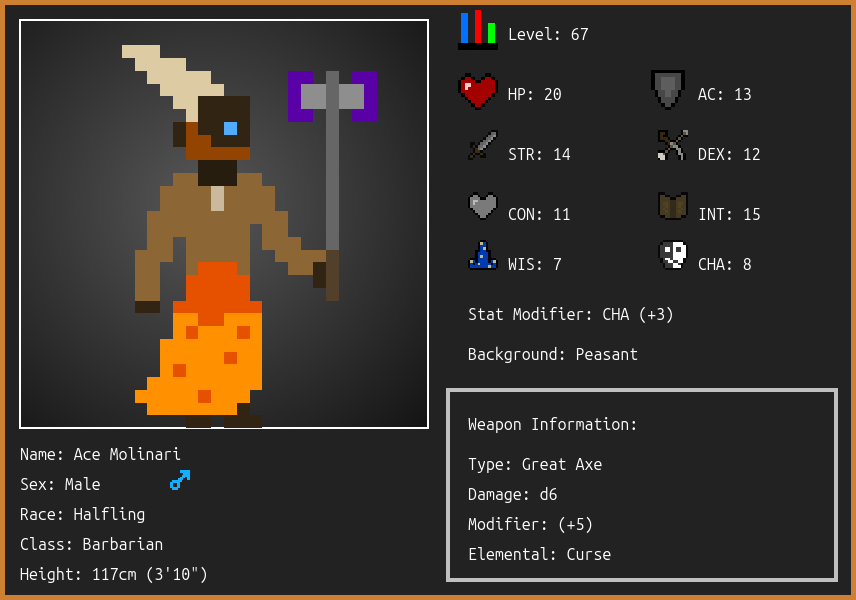 Level: 67
HP: 20
AC: 13
STR: 14
DEX: 12
CON: 11
INT: 15
WIS: 7
CHA: 8
Stat Modifier: CHA (+3)
Background: Peasant
Weapon Information:
Type: Great Axe
Damage: d6
Modifier: (+5)
Elemental: Curse
Name: Ace Molinari
Sex: Male
Race: Halfling
Class: Barbarian
Height: 117cm (3'10")